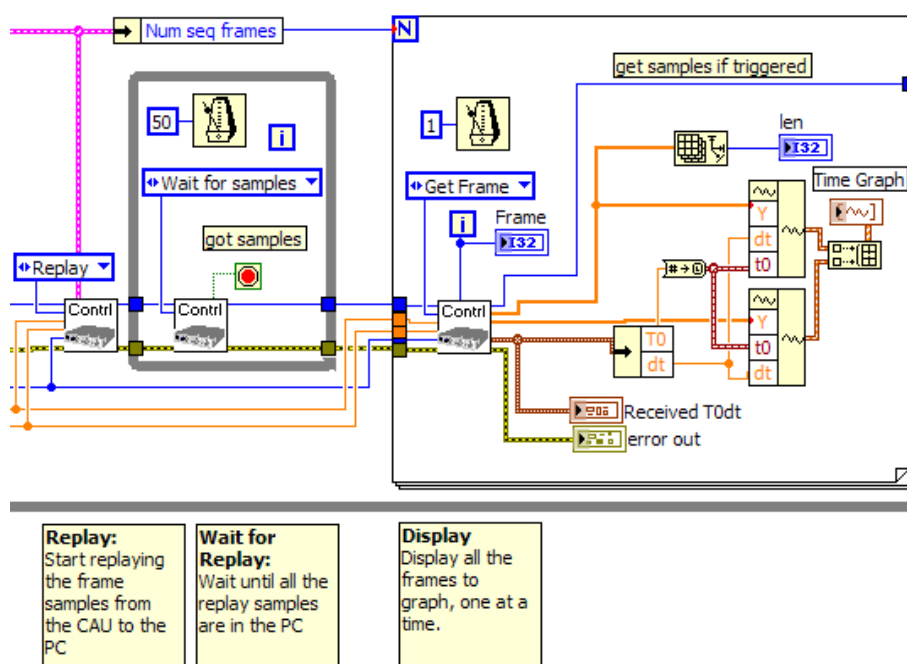 Num seq frames
N
get samples if triggered
50
i
1
len
I32
Wait for samples
Get Frame
Time Graph
i
Frame
I32
Y
dt
t0
got samples
#
Replay
Contrl
Contrl
Contrl
Y
t0
dt
T0
dt
Received T0dt
error out
Replay:
Start replaying
the frame
samples from
the CAU to the
PC
Wait for
Replay:
Wait until all the
replay samples
are in the PC
Display
Display all the
frames to
graph, one at a
time.